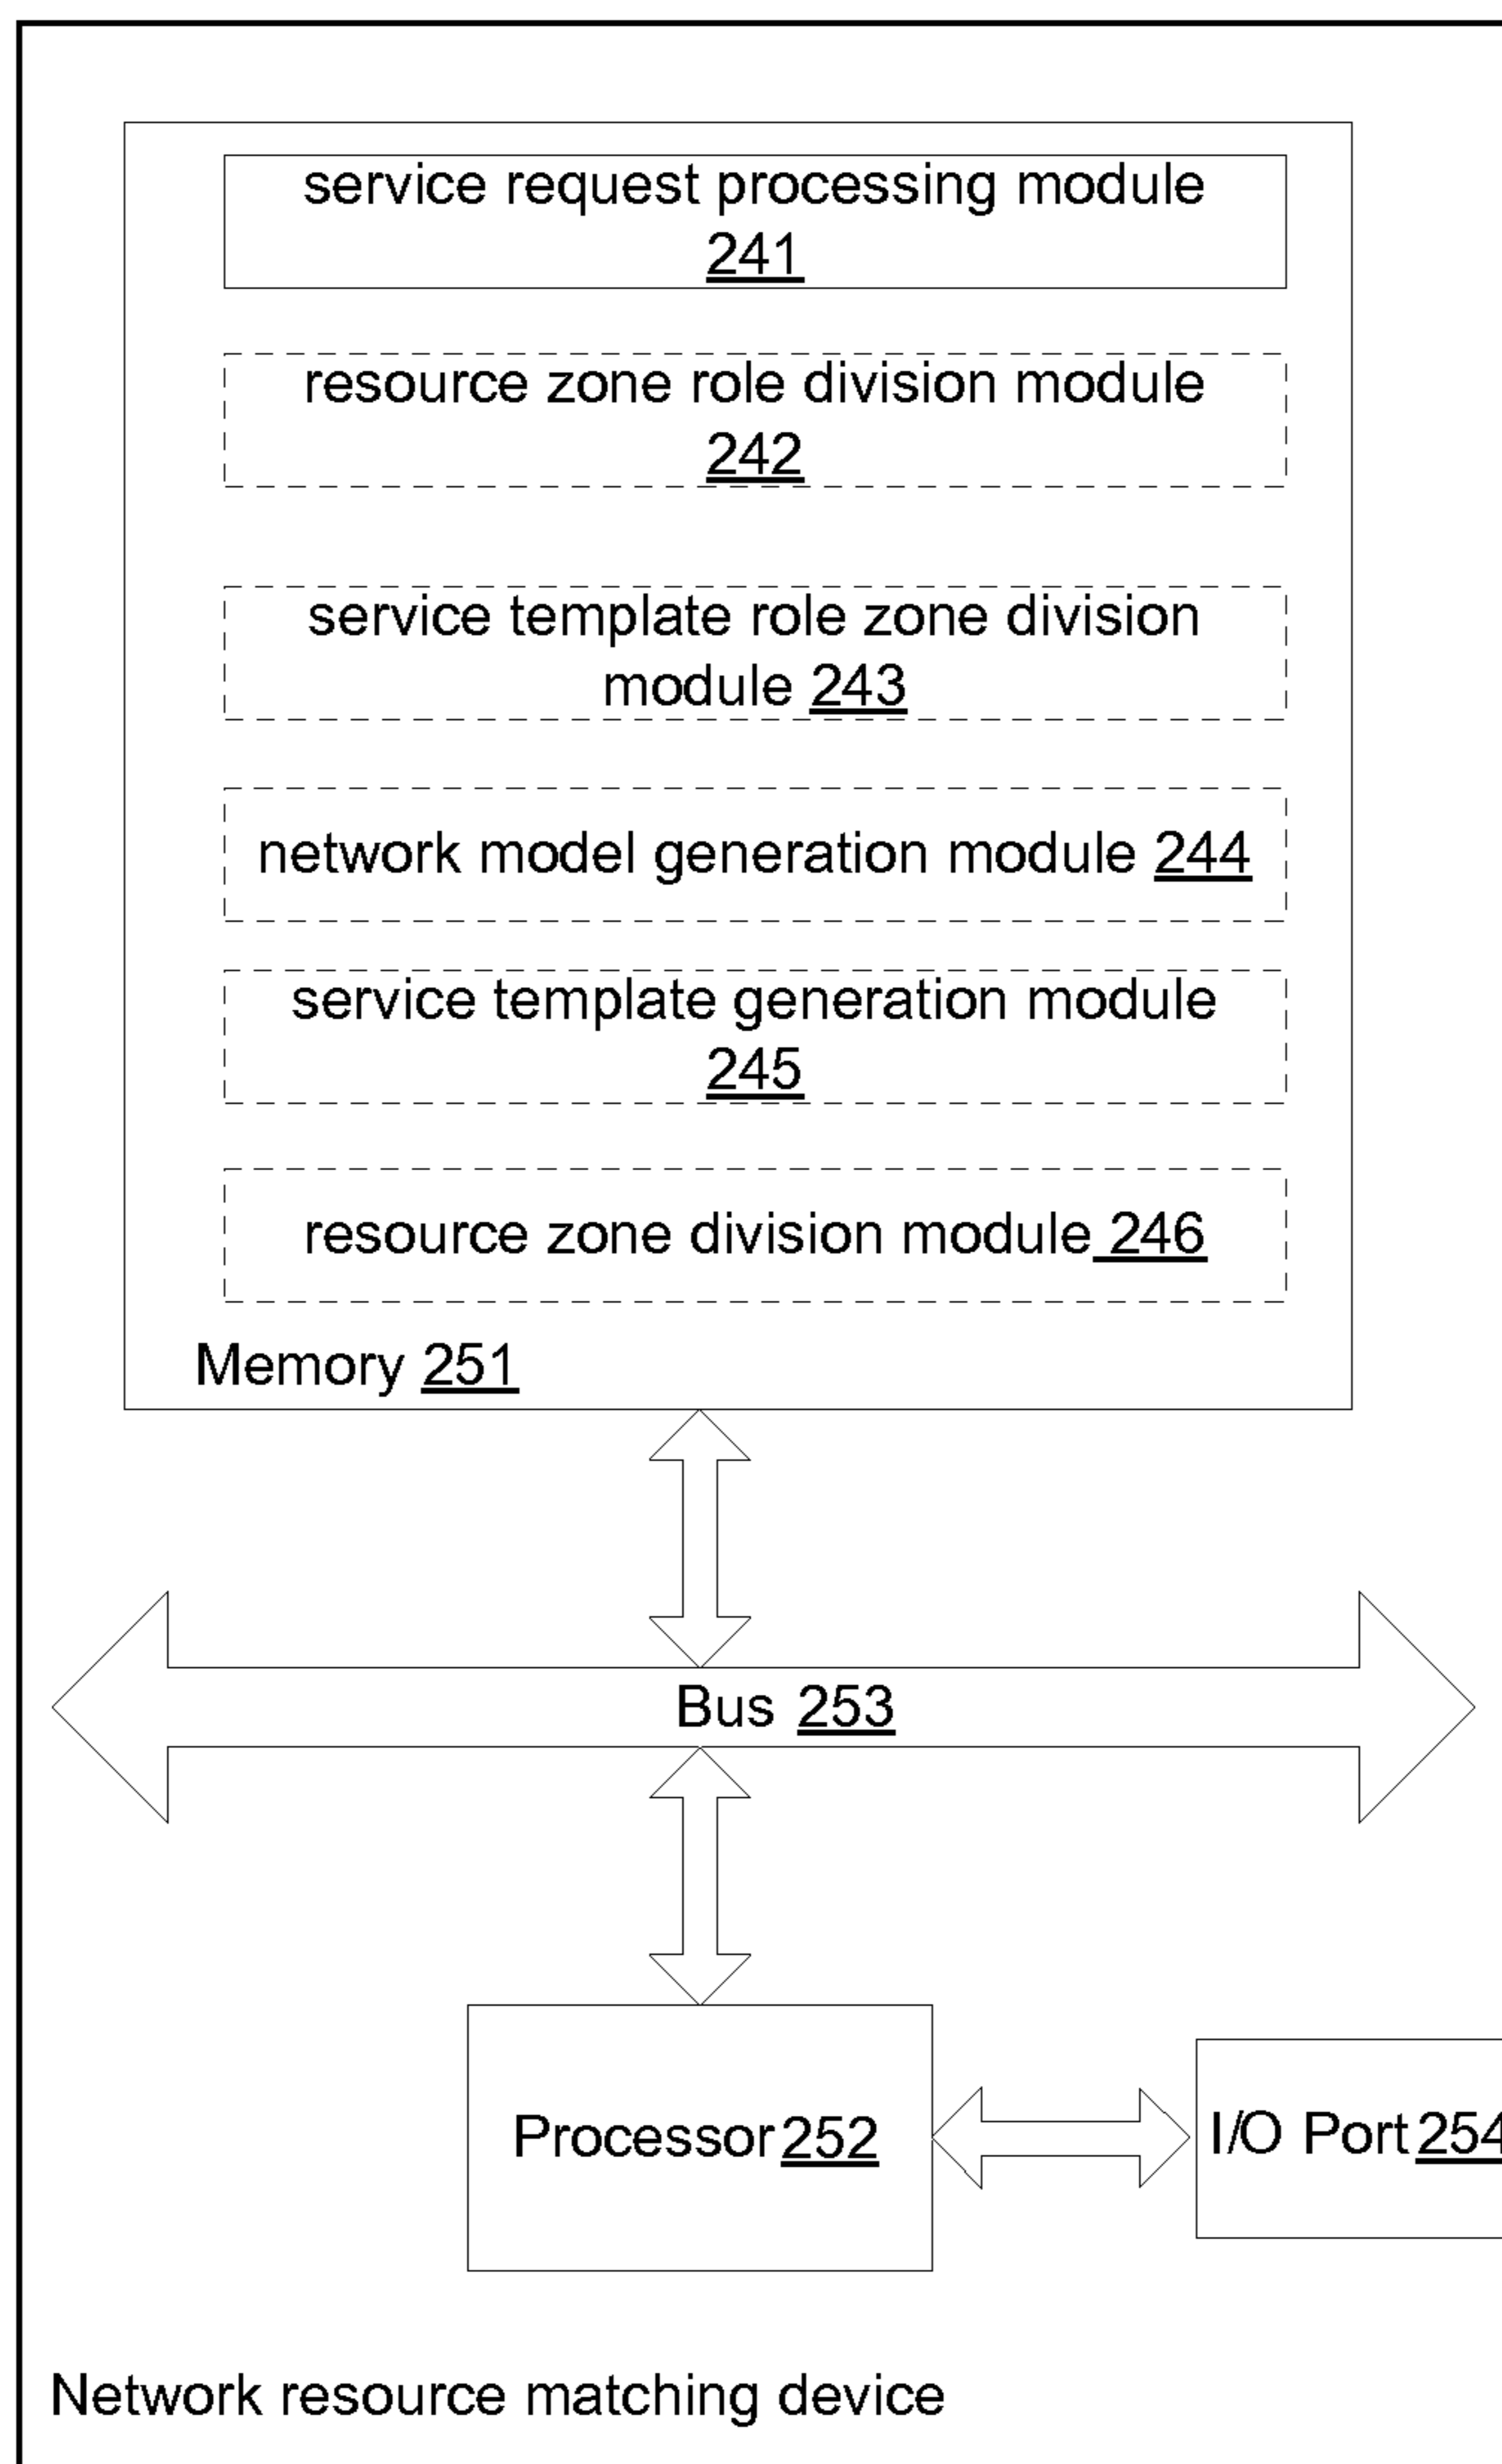 service request processing module
241
resource zone role division module
242
service template role zone division
module 243
network model generation module 244
service template generation module
245
resource zone division module 246
Memory 251
Bus 253
Processor 252
I/O Port 254
Network resource matching device